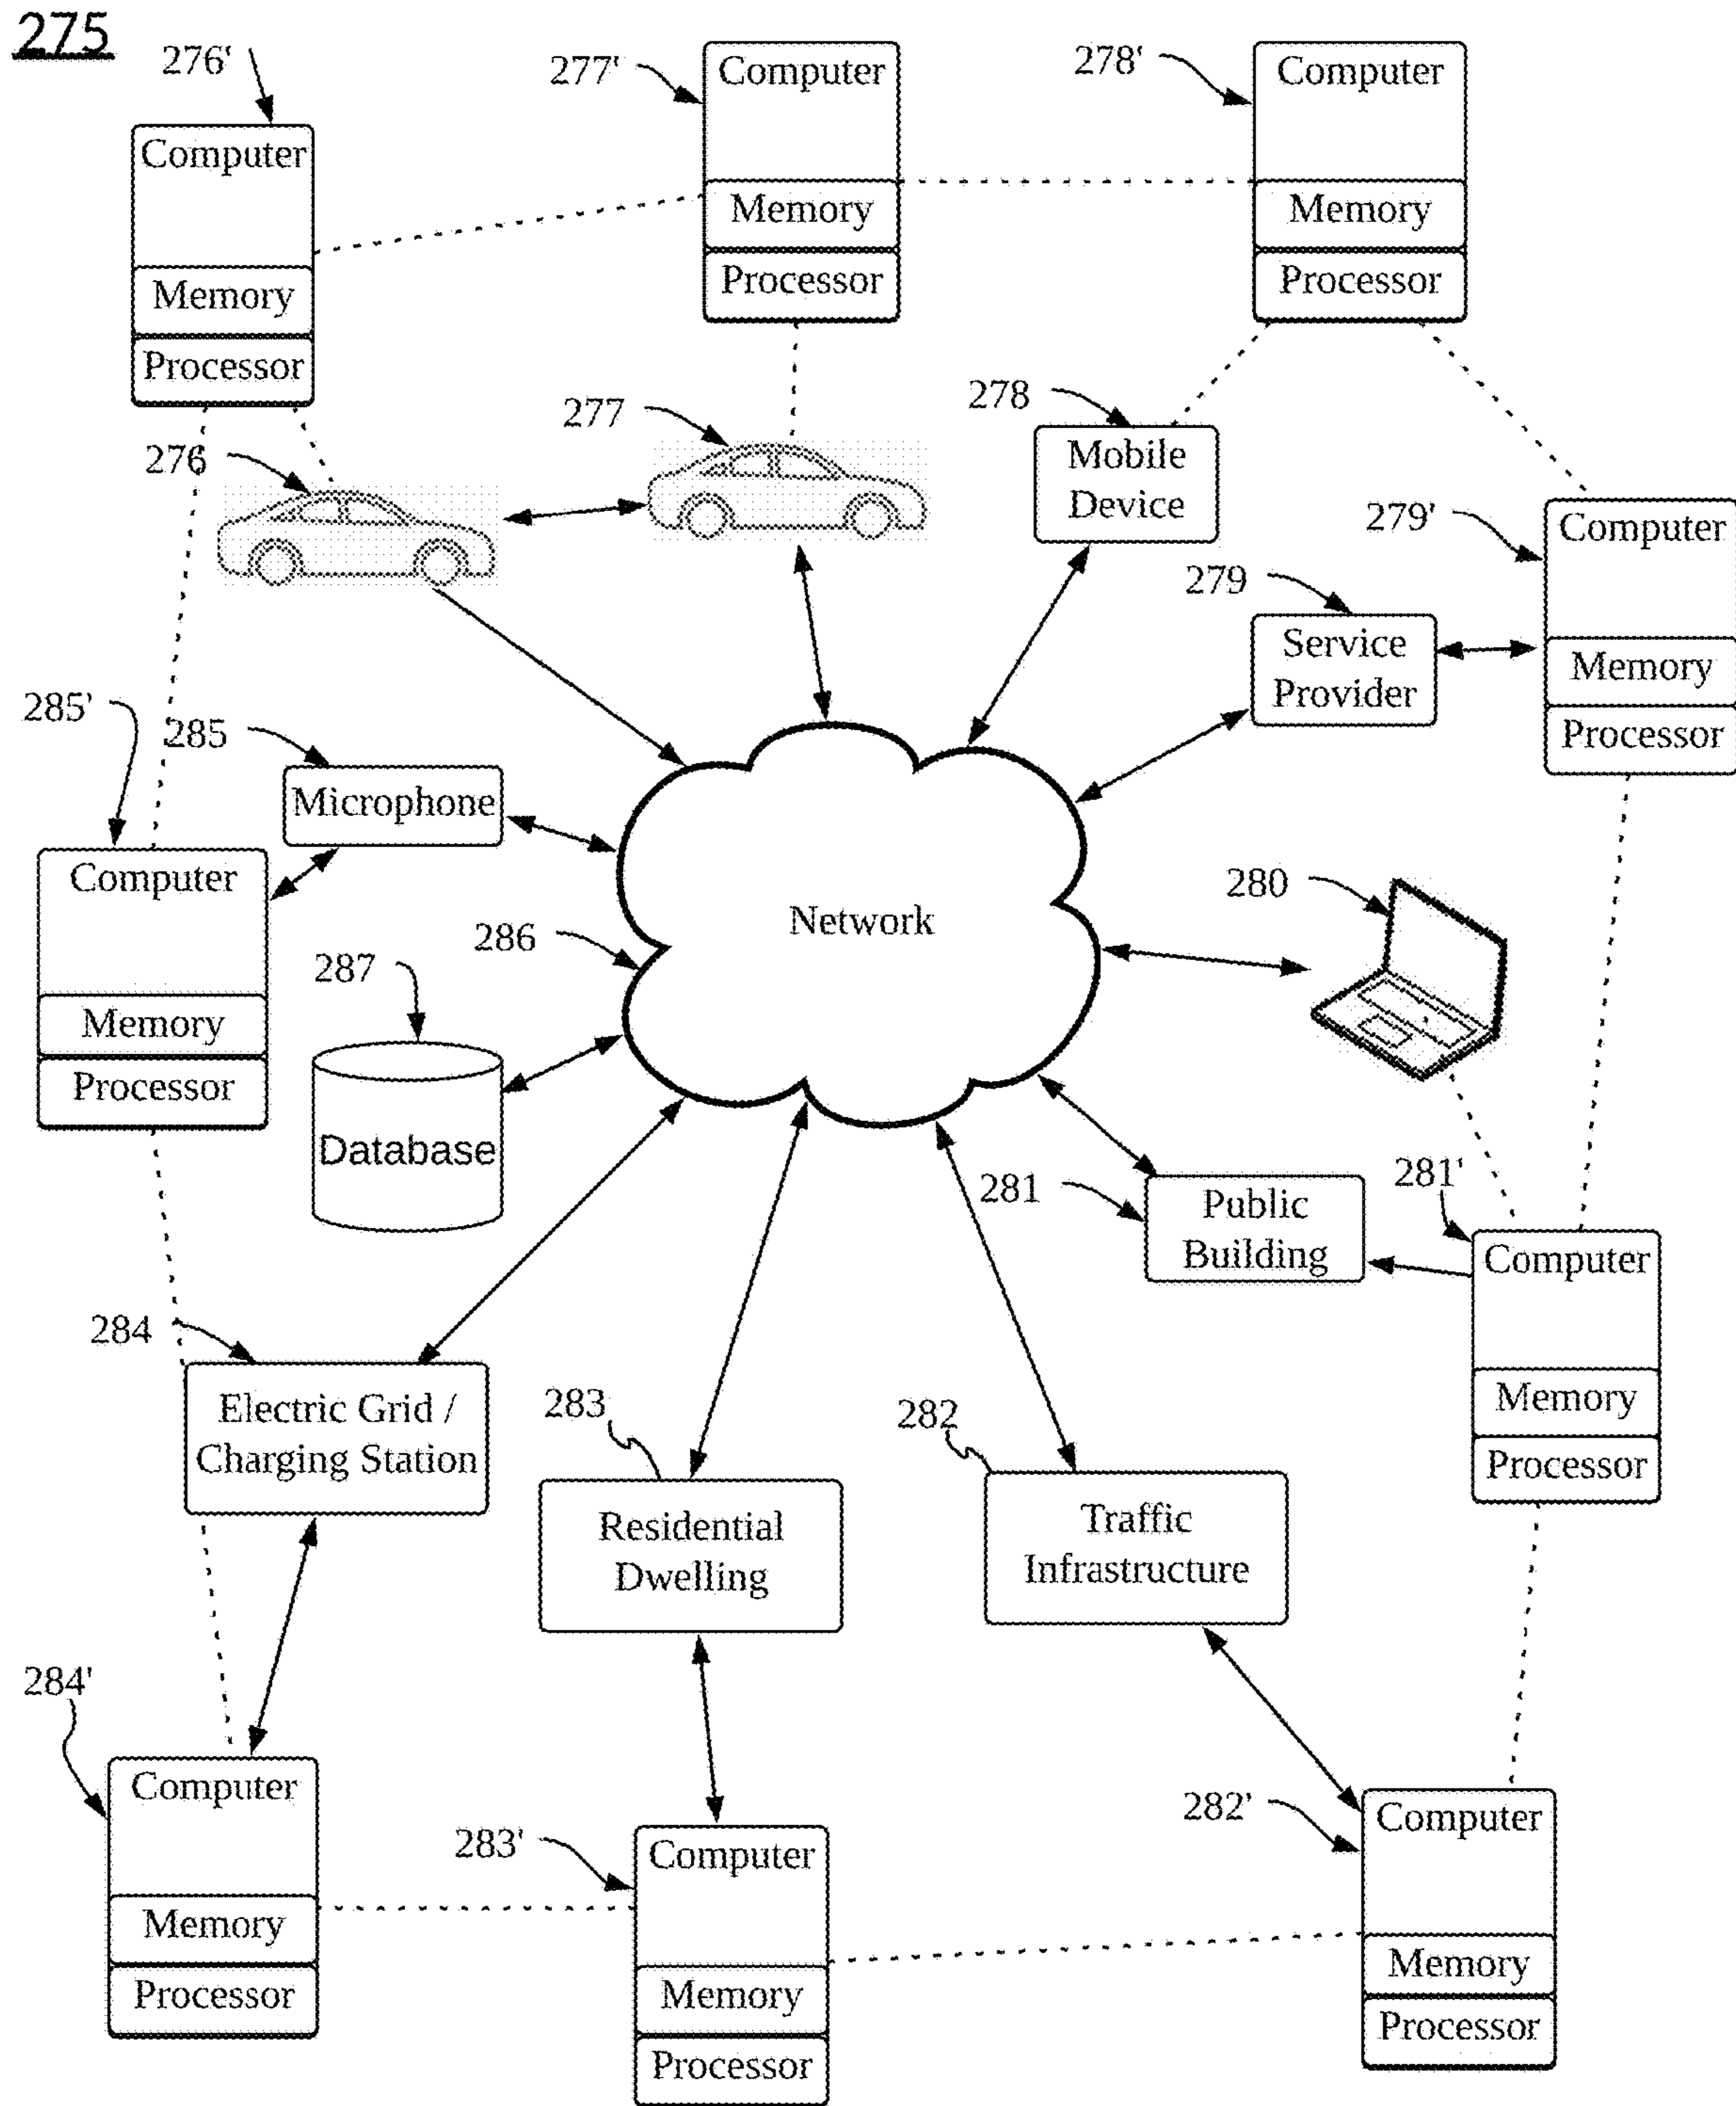 275
276'
Computer
Memory
Processor
277'
Computer
Memory
Processor
278'
Computer
Memory
Processor
276
277
278
Mobile
Device
279'
Computer
Memory
Processor
279
Service
Provider
285'
285
Microphone
Computer
Memory
Processor
286
Network
280
287
Database
281
Public
Building
281'
Computer
Memory
Processor
284
Electric Grid /
Charging Station
283
Residential
Dwelling
282
Traffic
Infrastructure
284'
Computer
Memory
Processor
283'
Computer
Memory
Processor
282'
Computer
Memory
Processor